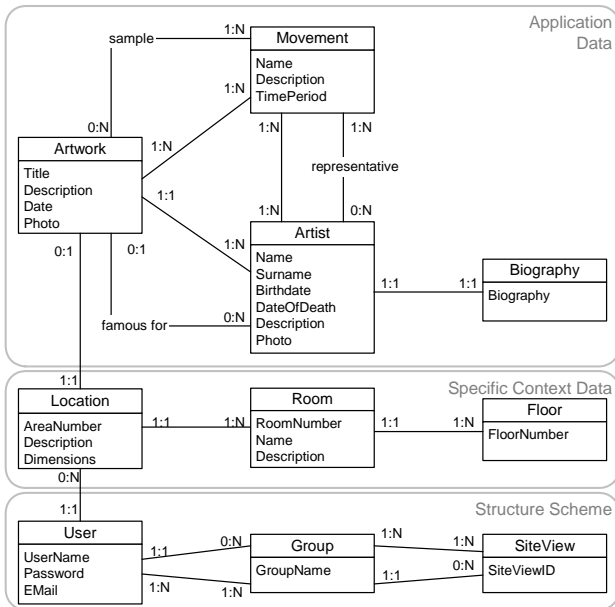 Application
Data
sample
1:N
Movement
Name
Description
TimePeriod
1:N
0:N
1:N
1:N
1:N
Artwork
Title
Description
Date
Photo
1:1
representative
1:N
1:N
0:N
0:1
0:1
Artist
Name
Surname
Birthdate
DateOfDeath
Description
Photo
famous for
0:N
1:1
1:1
Biography
Biography
1:1
Specific Context Data
Location
AreaNumber
Description
Dimensions
1:1
1:N
Room
RoomNumber
Name
Description
1:1
1:N
Floor
FloorNumber
0:N
1:1
Structure Scheme
User
UserName
Password
EMail
1:1
0:N
1:N
1:N
Group
GroupName
1:N
1:N
1:1
0:N
SiteView
SiteViewID